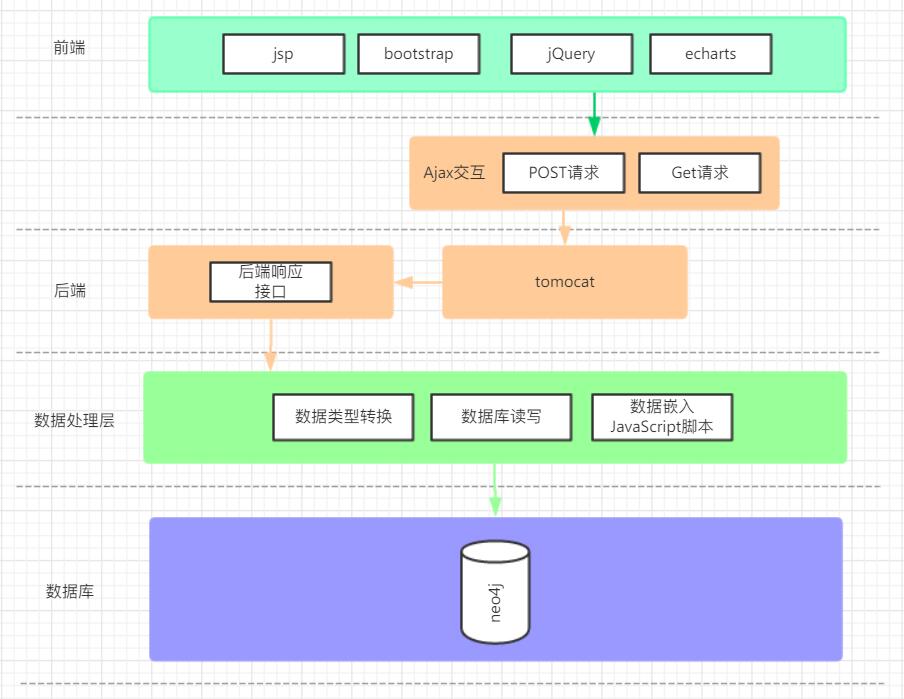 前端
jsp
bootstrap
jQuery
echarts
Ajax交互
POST请求
Get请求
后端
后端响应
接口
tomocat
数据处理层
数据类型转换
数据库读写
数据嵌入
JavaScript脚本
数据库
neo4j